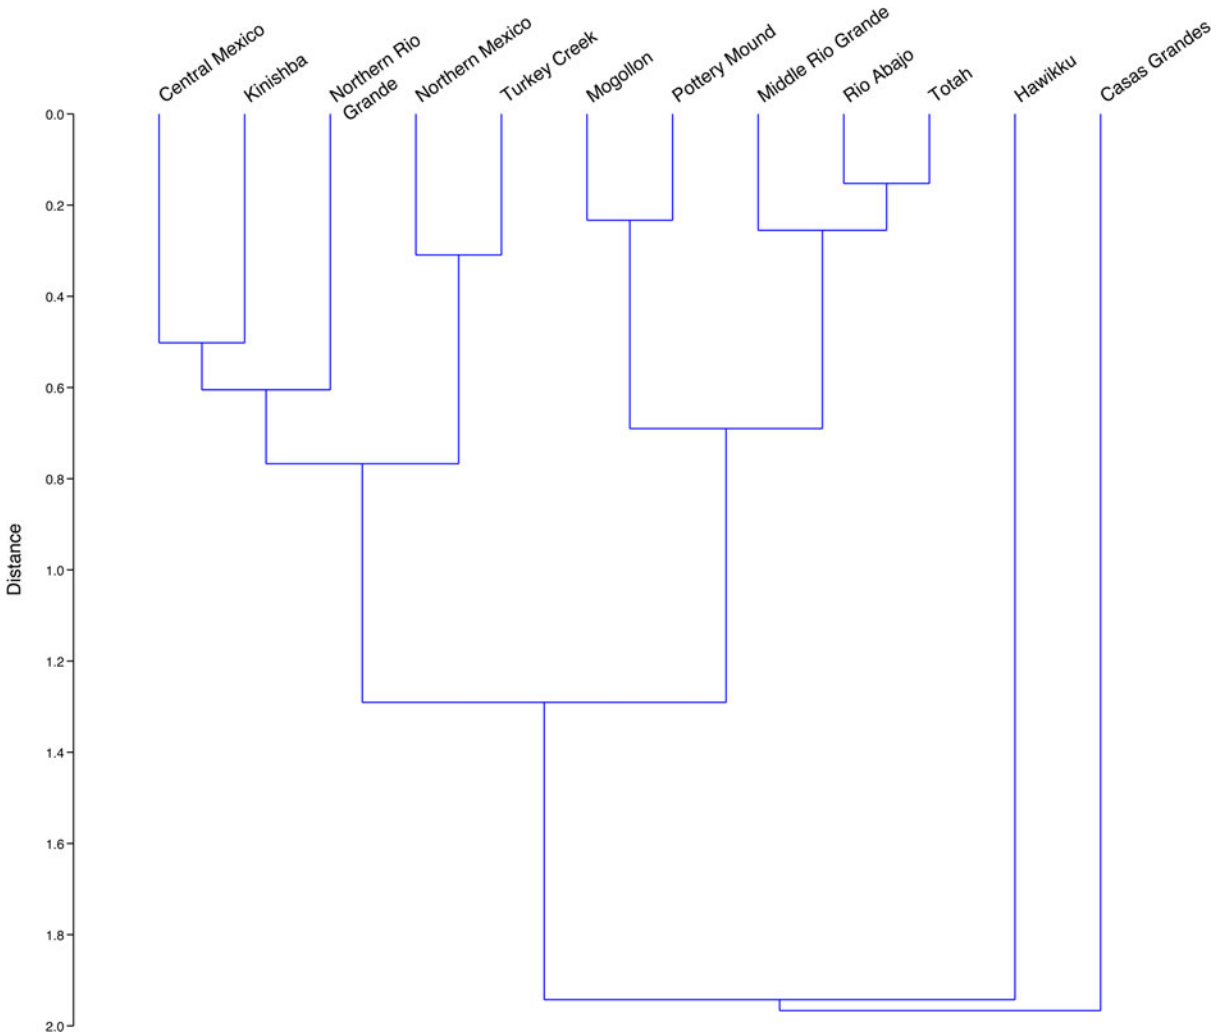 Central Mexico
Kinishba
Northern Rio
Grande
Northern Mexico
Turkey Creek
Mogollon
Pottery Mound
Middle Rio Grande
Rio Abajo
Totah
Hawikku
Casas Grandes
0.0
0.2
0.4
0.6
0.8
1.0
1.2
1.4
1.6
1.8
2.0
Distance